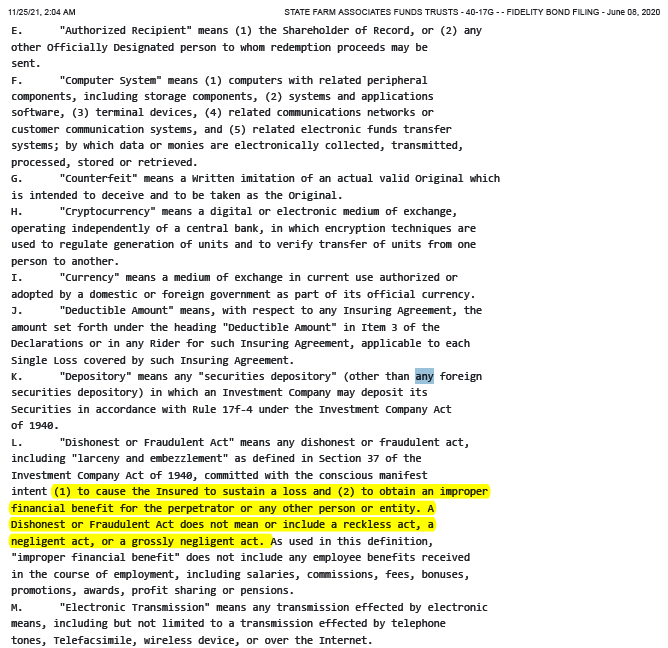 11/25/21, 2:04 AM STATE FARM ASSOCIATES FUNDS TRUSTS - 40-17G - - FIDELITY BOND FILING - June 08, 2020
E. "Authorized Recipient" means (1) the Shareholder of Record, or (2) any
other Officially Designated person to whom redemption proceeds may be
sent.
F. "Computer System" means (1) computers with related peripheral
components, including storage components, (2) systems and applications
software, (3) terminal devices, (4) related communications networks or
customer communication systems, and (5) related electronic funds transfer
systems; by which data or monies are electronically collected, transmitted,
processed, stored or retrieved.
G. "Counterfeit" means a Written imitation of an actual valid Original which
is intended to deceive and to be taken as the Original.
H. "Cryptocurrency" means a digital or electronic medium of exchange,
operating independently of a central bank, in which encryption techniques are
used to regulate generation of units and to verify transfer of units from one
person to another.
I. "Currency" means a medium of exchange in current use authorized or
adopted by a domestic or foreign government as part of its official currency.
J. "Deductible Amount" means, with respect to any Insuring Agreement, the
amount set forth under the heading "Deductible Amount" in Item 3 of the
Declarations or in any Rider for such Insuring Agreement, applicable to each
Single Loss covered by such Insuring Agreement.
K. "Depository" means any "securities depository" (other than any foreign
securities depository) in which an Investment Company may deposit its
Securities in accordance with Rule 17f-4 under the Investment Company Act
of 1940.
L. "Dishonest or Fraudulent Act" means any dishonest or fraudulent act,
including "larceny and embezzlement" as defined in Section 37 of the
Investment Company Act of 1940, committed with the conscious manifest
intent (1) to cause the Insured to sustain a loss and (2) to obtain an improper
financial benefit for the perpetrator or any other person or entity. A
Dishonest or Fraudulent Act does not mean or include a reckless act, a
negligent act, or a grossly negligent act. As used in this definition,
"improper financial benefit" does not include any employee benefits received
in the course of employment, including salaries, commissions, fees, bonuses,
promotions, awards, profit sharing or pensions.
M. "Electronic Transmission" means any transmission effected by electronic
means, including but not limited to a transmission effected by telephone
tones, Telefacsimile, wireless device, or over the Internet.